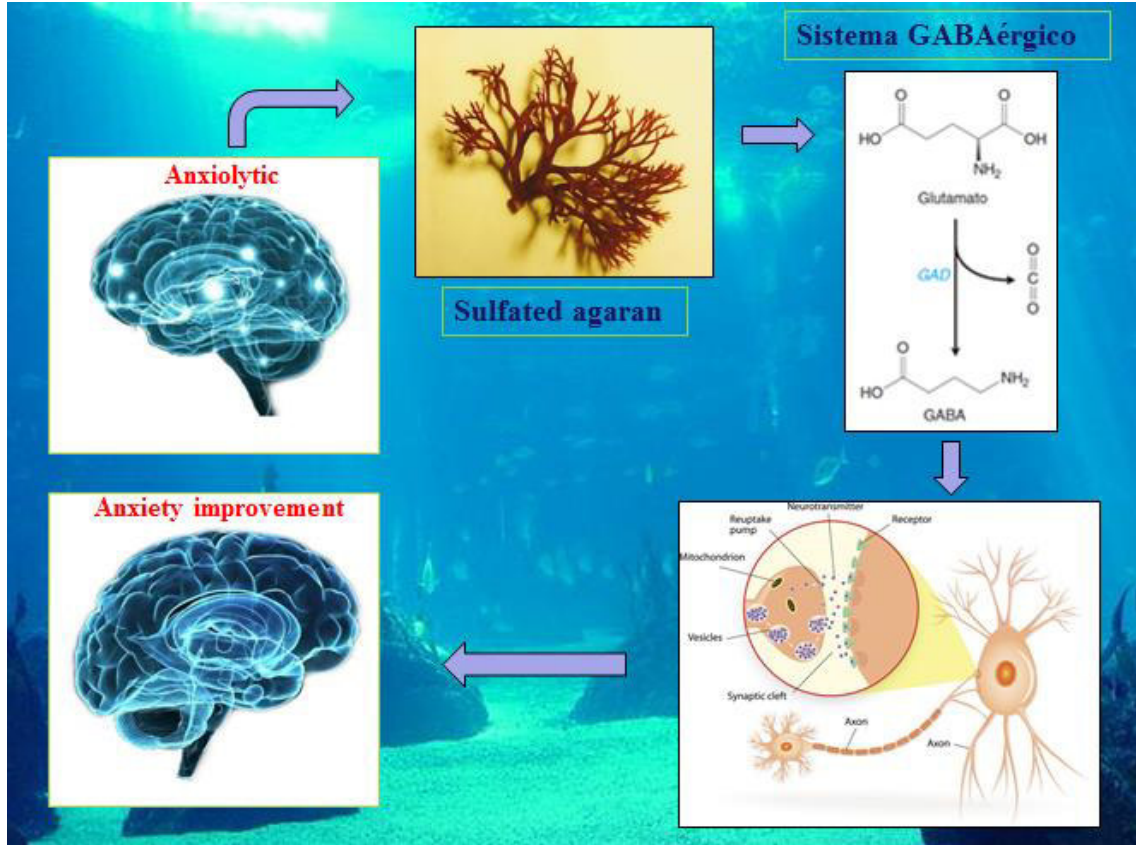 Sistema GABAérgico
Anxiolytic
Sulfated agaran
O
O
HO
OH
NH₂
Glutamato
GAD
O
C
O
O
HO
NH₂
GABA
Anxiety improvement
Neurotransmitter
Reuptake
pump
Receptor
Mitochondrion
Vesicles
Synaptic cleft
Axon
Axon